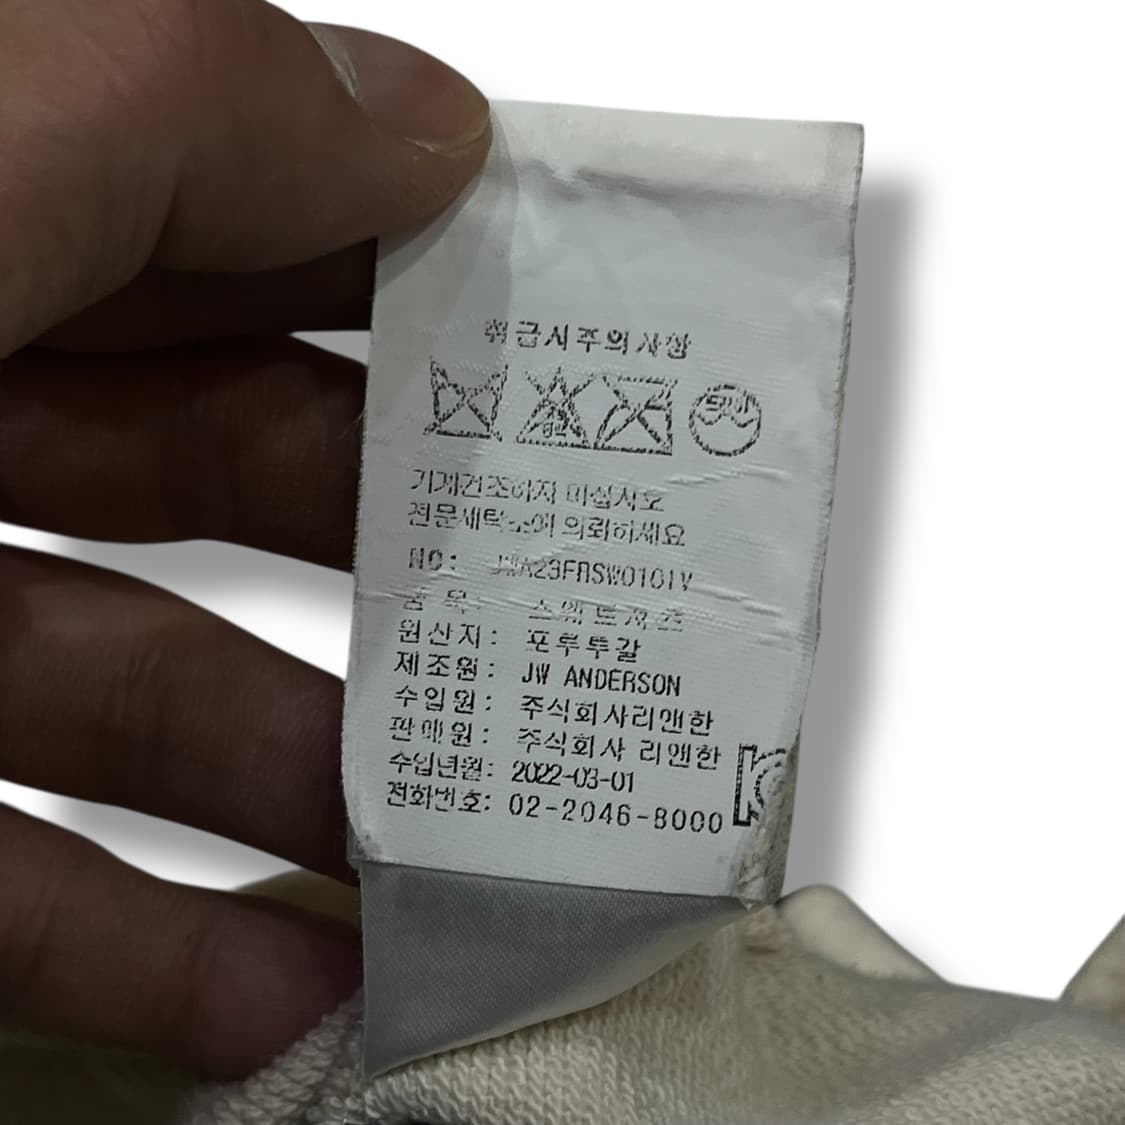 취급시주의사항
드라이
기계건조하지 마십시오
전문세탁소에 의뢰하세요
NO: JWA23FRSW0101V
품 목: 스웨트셔츠
원산지: 포루투갈
제조원: JW ANDERSON
수입원: 주식회사리앤한
판매원: 주식회사 리앤한
수입년월: 2022-03-01
전화번호: 02-2046-8000